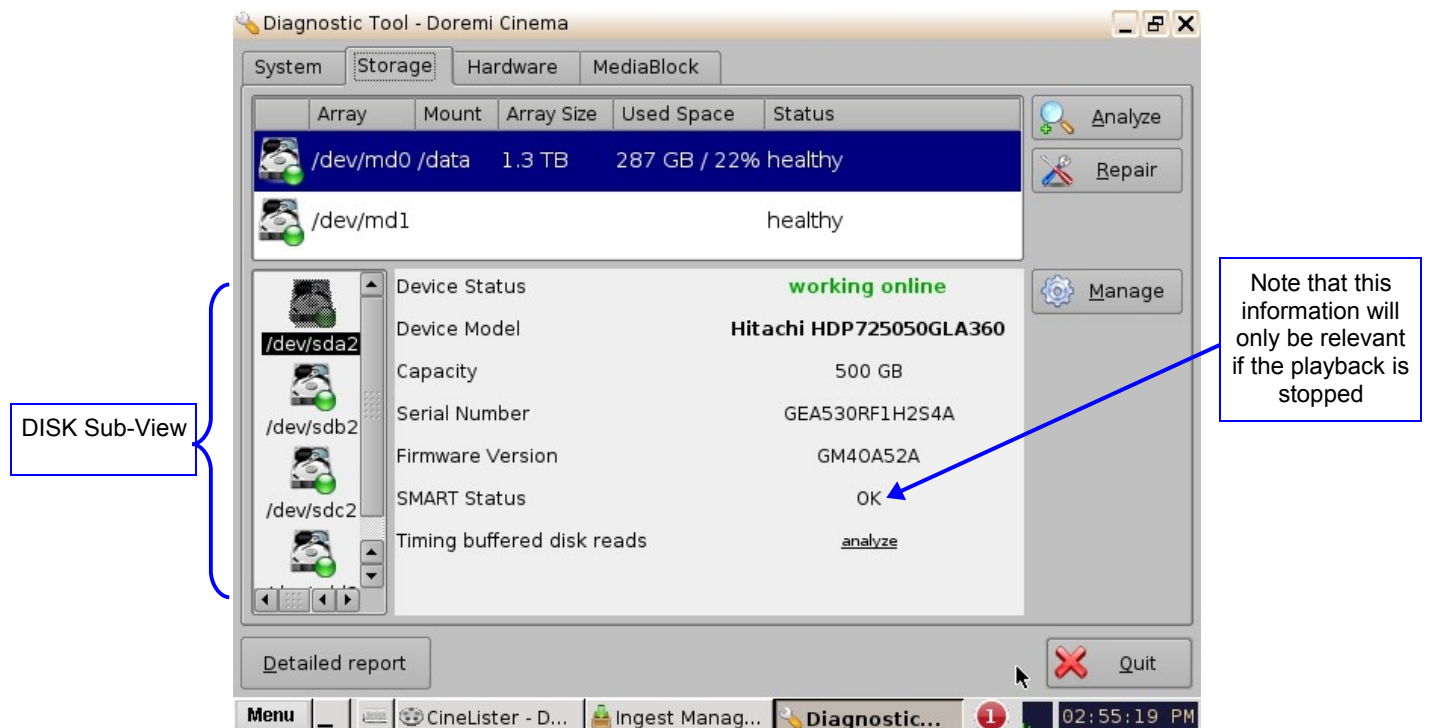 Diagnostic Tool - Doremi Cinema
System Storage Hardware MediaBlock
Array Mount Array Size Used Space Status
/dev/md0 /data 1.3 TB 287 GB / 22% healthy
/dev/md1 healthy
Analyze
Repair
Manage
/dev/sda2
/dev/sdb2
/dev/sdc2
Device Status working online
Device Model Hitachi HDP725050GLA360
Capacity 500 GB
Serial Number GEA530RF1H2S4A
Firmware Version GM4OA52A
SMART Status OK
Timing buffered disk reads analyze
DISK Sub-View
Note that this
information will
only be relevant
if the playback is
stopped
Detailed report
Quit
Menu CineLister - D... Ingest Manag... Diagnostic... 1 02:55:19 PM